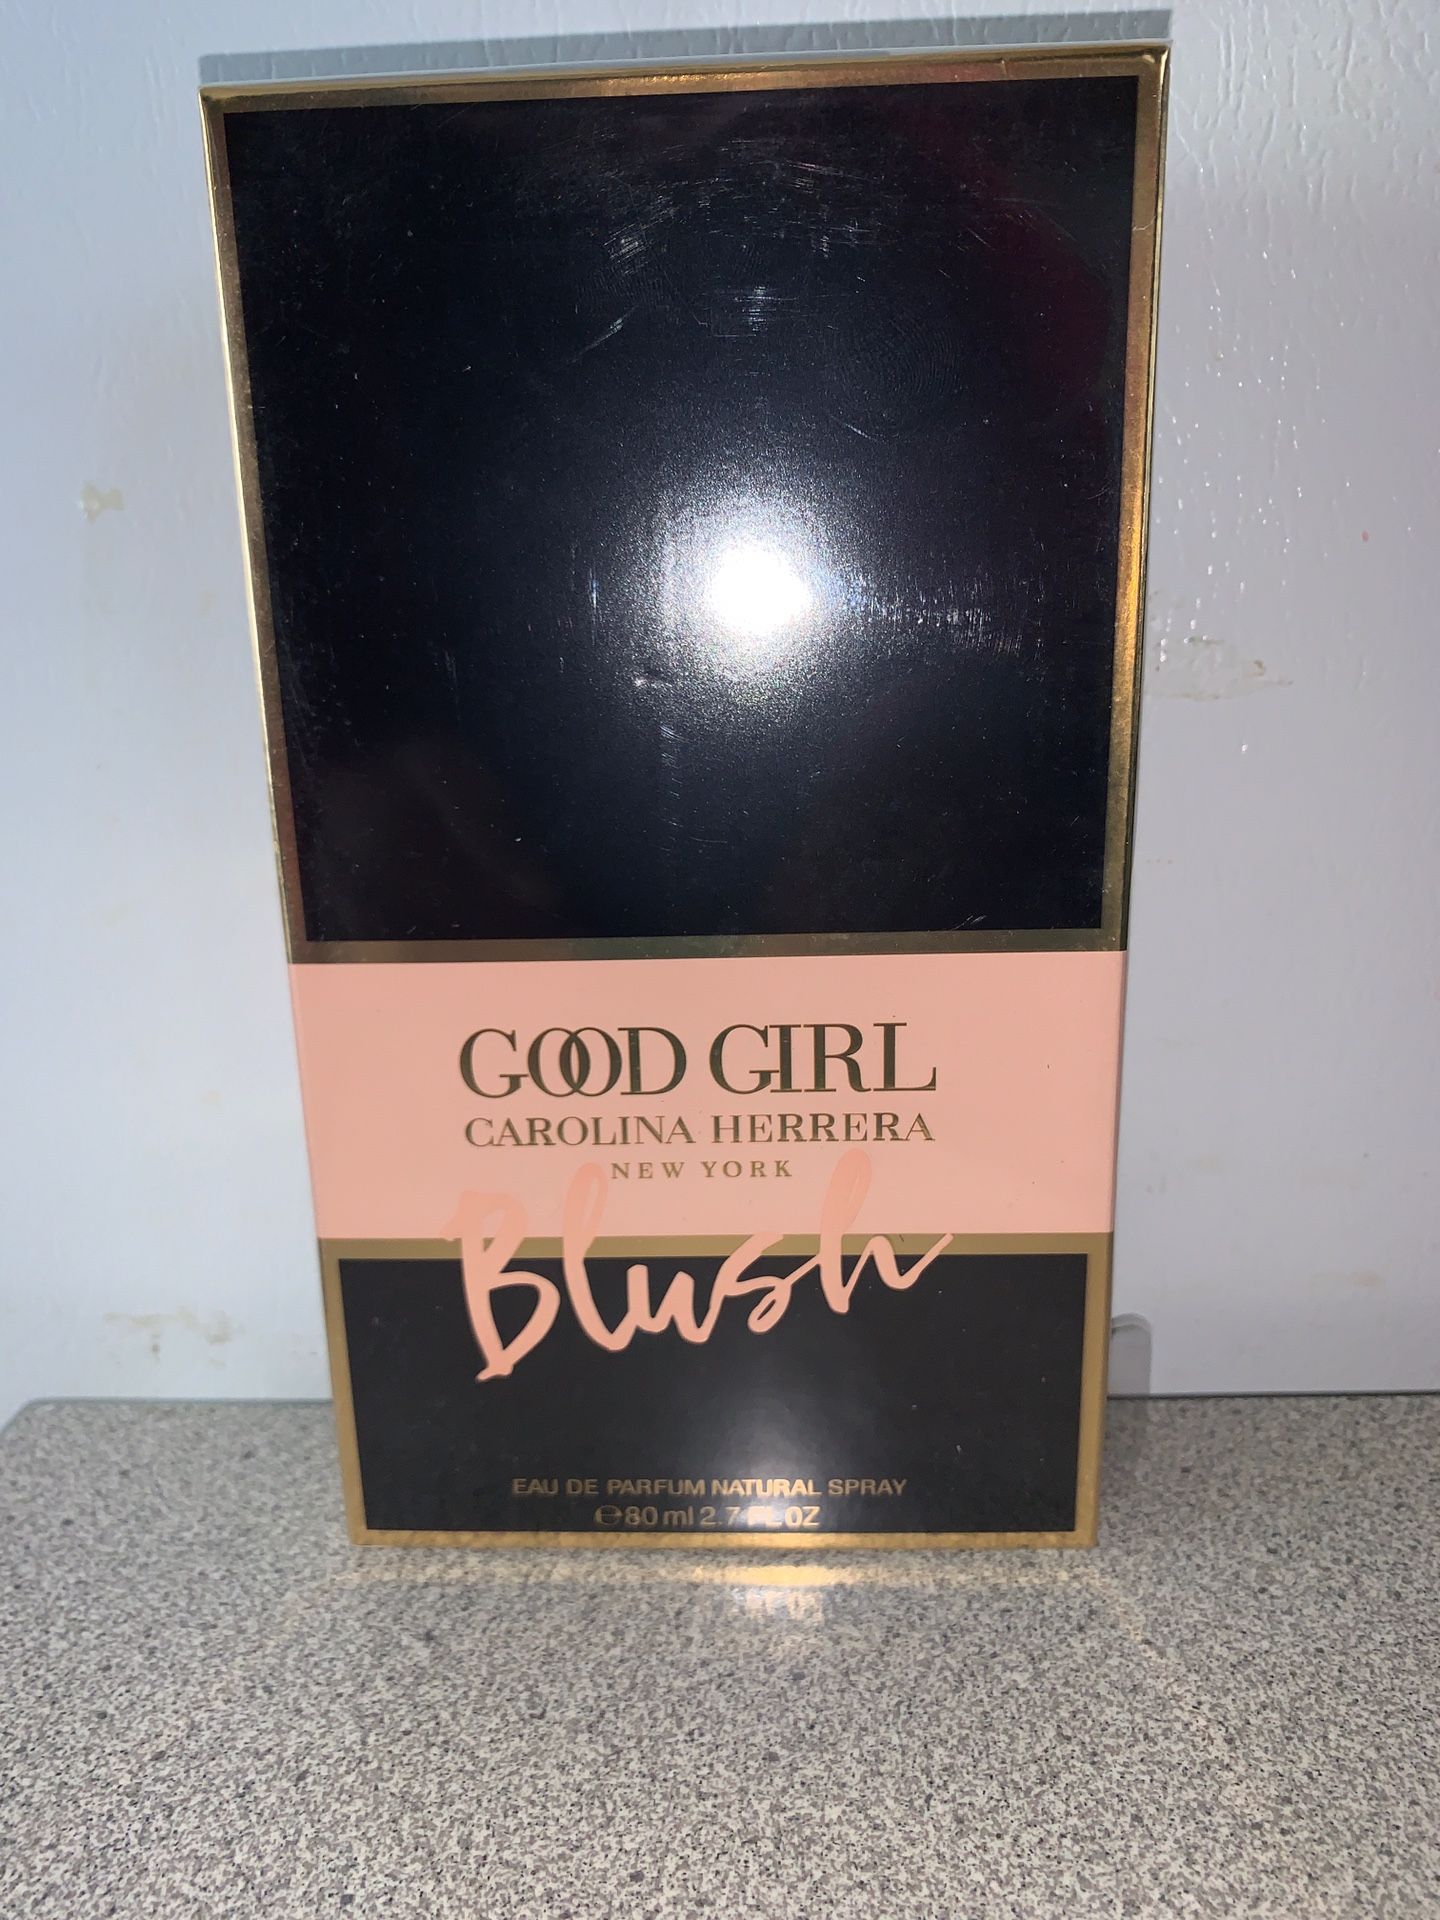 GOOD GIRL
CAROLINA HERRERA
NEW YORK
Blush
EAU DE PARFUM NATURAL SPRAY
℮80 ml 2.7 FL OZ